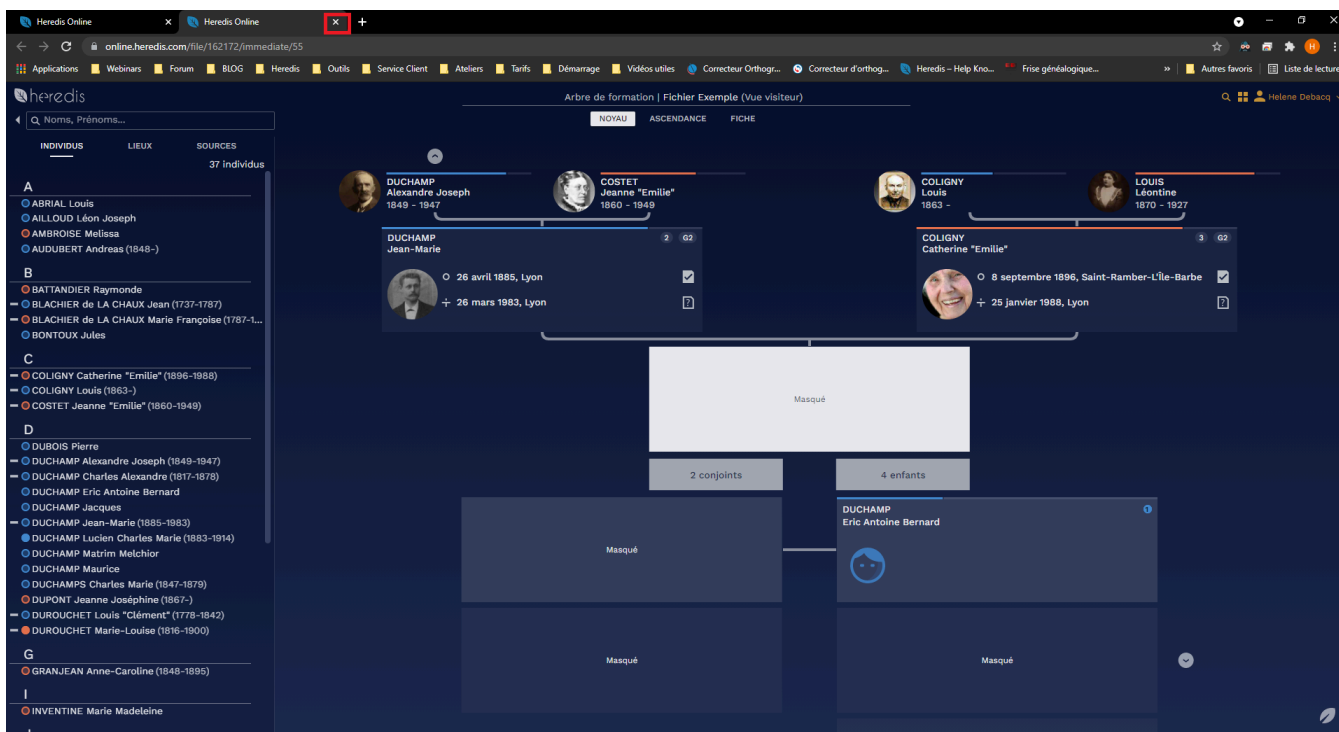 Heredis Online
Heredis Online
online.heredis.com/file/162172/immediate/55
Applications Webinars Forum BLOG Heredis Outils Service Client Ateliers Tarifs Démarrage Vidéos utiles Correcteur Orthogr... Correcteur d'orthog... Heredis – Help Kno... Frise généalogique... » Autres favoris Liste de lecture
heredis
Arbre de formation | Fichier Exemple (Vue visiteur)
Helene Debacq
Noms, Prénoms...
NOYAU ASCENDANCE FICHE
INDIVIDUS LIEUX SOURCES
37 individus
A
ABRIAL Louis
AILLOUD Léon Joseph
AMBROISE Melissa
AUDUBERT Andreas (1848-)
B
BATTANDIER Raymonde
BLACHIER de LA CHAUX Jean (1737-1787)
BLACHIER de LA CHAUX Marie Françoise (1787-1...
BONTOUX Jules
C
COLIGNY Catherine "Emilie" (1896-1988)
COLIGNY Louis (1863-)
COSTET Jeanne "Emilie" (1860-1949)
D
DUBOIS Pierre
DUCHAMP Alexandre Joseph (1849-1947)
DUCHAMP Charles Alexandre (1817-1878)
DUCHAMP Eric Antoine Bernard
DUCHAMP Jacques
DUCHAMP Jean-Marie (1885-1983)
DUCHAMP Lucien Charles Marie (1883-1914)
DUCHAMP Matrim Melchior
DUCHAMP Maurice
DUCHAMPS Charles Marie (1847-1879)
DUPONT Jeanne Joséphine (1867-)
DUROUCHET Louis "Clément" (1778-1842)
DUROUCHET Marie-Louise (1816-1900)
G
GRANJEAN Anne-Caroline (1848-1895)
I
INVENTINE Marie Madeleine
DUCHAMP
Alexandre Joseph
1849 - 1947
COSTET
Jeanne "Emilie"
1860 - 1949
COLIGNY
Louis
1863 -
LOUIS
Léontine
1870 - 1927
DUCHAMP 2 G2
Jean-Marie
26 avril 1885, Lyon
26 mars 1983, Lyon
COLIGNY 3 G2
Catherine "Emilie"
8 septembre 1896, Saint-Ramber-L'Île-Barbe
25 janvier 1988, Lyon
Masqué
2 conjoints
4 enfants
Masqué
DUCHAMP 1
Eric Antoine Bernard
Masqué
Masqué